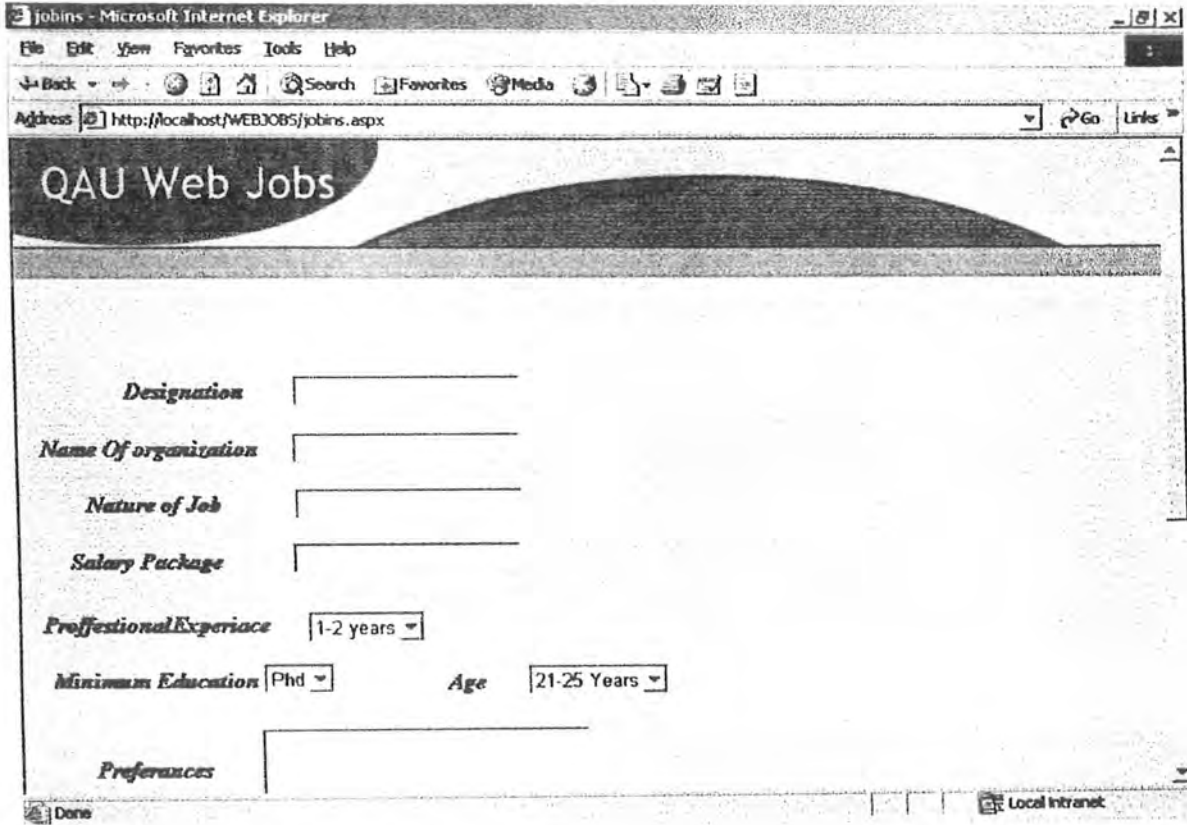 jobins - Microsoft Internet Explorer
File Edit View Favorites Tools Help
Back Search Favorites Media
Address http://localhost/WEBJOBS/jobins.aspx Go Links »
QAU Web Jobs
Designation
Name Of organization
Nature of Job
Salary Package
ProffestionalExperiace 1-2 years
Minimum Education Phd Age 21-25 Years
Preferances
Done Local intranet